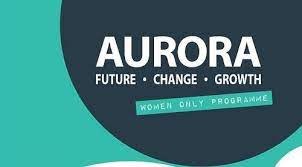 AURORA
FUTURE • CHANGE • GROWTH
WOMEN ONLY PROGRAMME